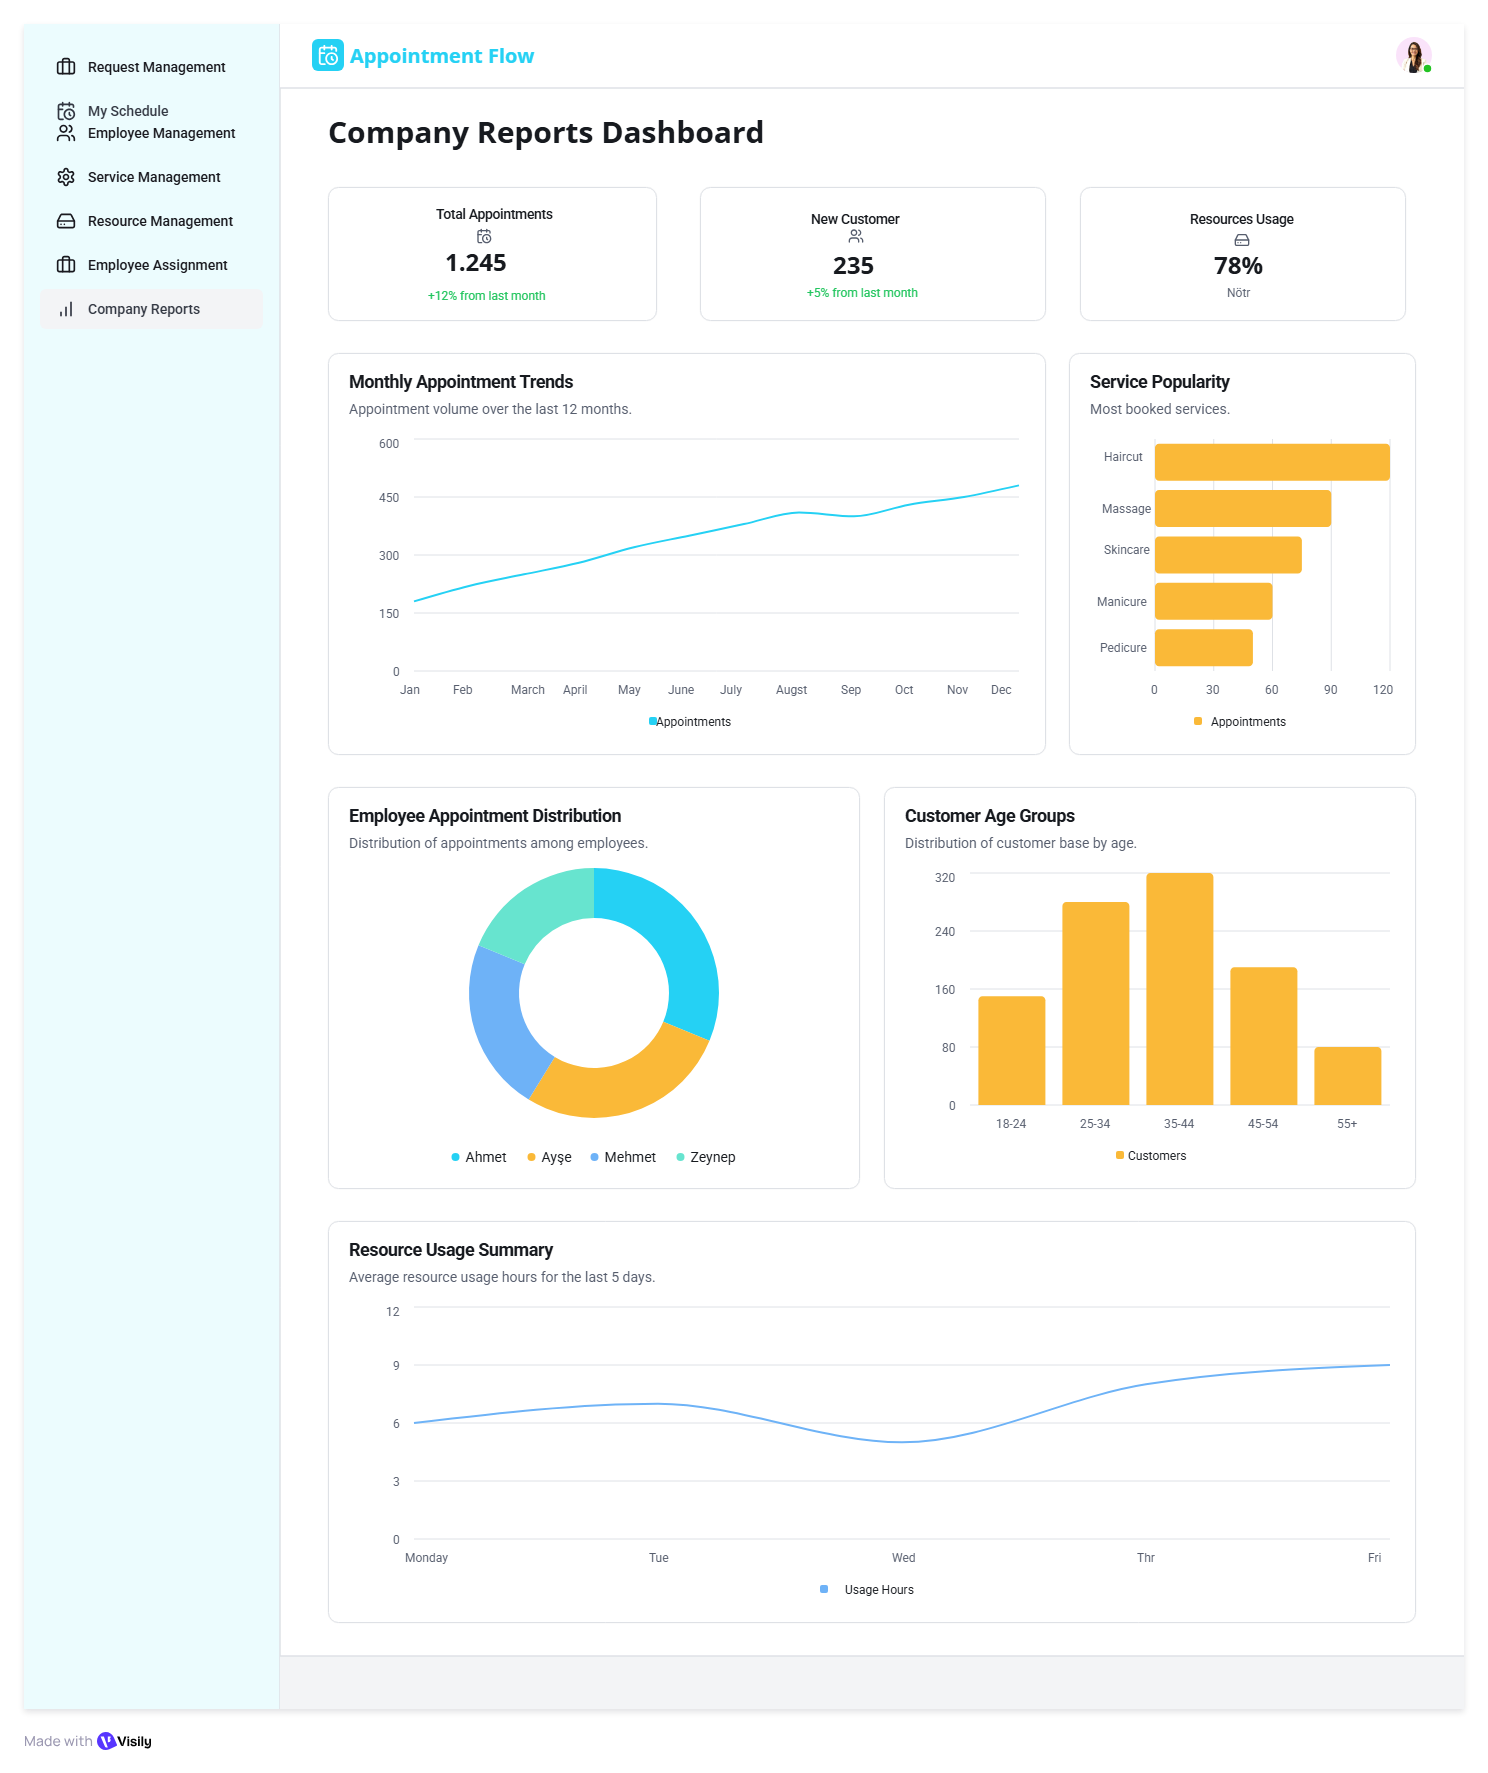 Request Management
My Schedule
Employee Management
Service Management
Resource Management
Employee Assignment
Company Reports
Appointment Flow
Company Reports Dashboard
Total Appointments
1.245
+12% from last month
New Customer
235
+5% from last month
Resources Usage
78%
Nötr
Monthly Appointment Trends
Appointment volume over the last 12 months.
600
450
300
150
0
Jan Feb March April May June July Augst Sep Oct Nov Dec
Appointments
Service Popularity
Most booked services.
Haircut
Massage
Skincare
Manicure
Pedicure
0 30 60 90 120
Appointments
Employee Appointment Distribution
Distribution of appointments among employees.
Ahmet Ayşe Mehmet Zeynep
Customer Age Groups
Distribution of customer base by age.
320
240
160
80
0
18-24 25-34 35-44 45-54 55+
Customers
Resource Usage Summary
Average resource usage hours for the last 5 days.
12
9
6
3
0
Monday Tue Wed Thr Fri
Usage Hours
Made with Visily